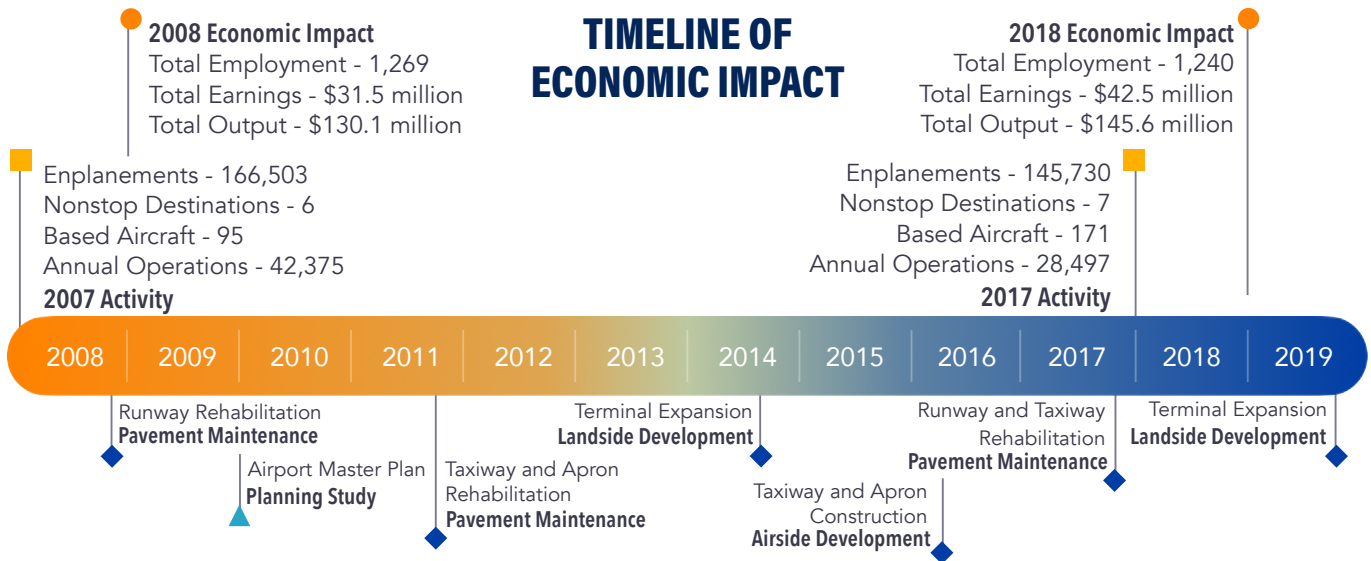 TIMELINE OF
ECONOMIC IMPACT
2008 Economic Impact
Total Employment - 1,269
Total Earnings - $31.5 million
Total Output - $130.1 million
2018 Economic Impact
Total Employment - 1,240
Total Earnings - $42.5 million
Total Output - $145.6 million
Enplanements - 166,503
Nonstop Destinations - 6
Based Aircraft - 95
Annual Operations - 42,375
2007 Activity
Enplanements - 145,730
Nonstop Destinations - 7
Based Aircraft - 171
Annual Operations - 28,497
2017 Activity
2008 2009 2010 2011 2012 2013 2014 2015 2016 2017 2018 2019
Runway Rehabilitation
Pavement Maintenance
Airport Master Plan
Planning Study
Taxiway and Apron
Rehabilitation
Pavement Maintenance
Terminal Expansion
Landside Development
Taxiway and Apron
Construction
Airside Development
Runway and Taxiway
Rehabilitation
Pavement Maintenance
Terminal Expansion
Landside Development